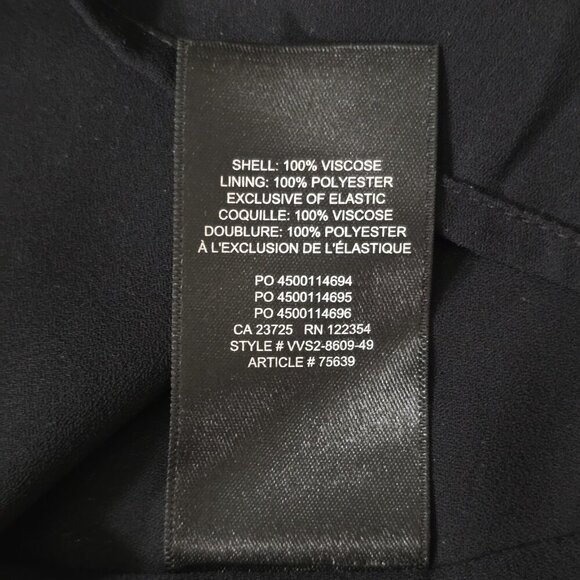 SHELL: 100% VISCOSE
LINING: 100% POLYESTER
EXCLUSIVE OF ELASTIC
COQUILLE: 100% VISCOSE
DOUBLURE: 100% POLYESTER
À L'EXCLUSION DE L'ÉLASTIQUE
PO 4500114694
PO 4500114695
PO 4500114696
CA 23725 RN 122354
STYLE # VVS2-8609-49
ARTICLE # 75639